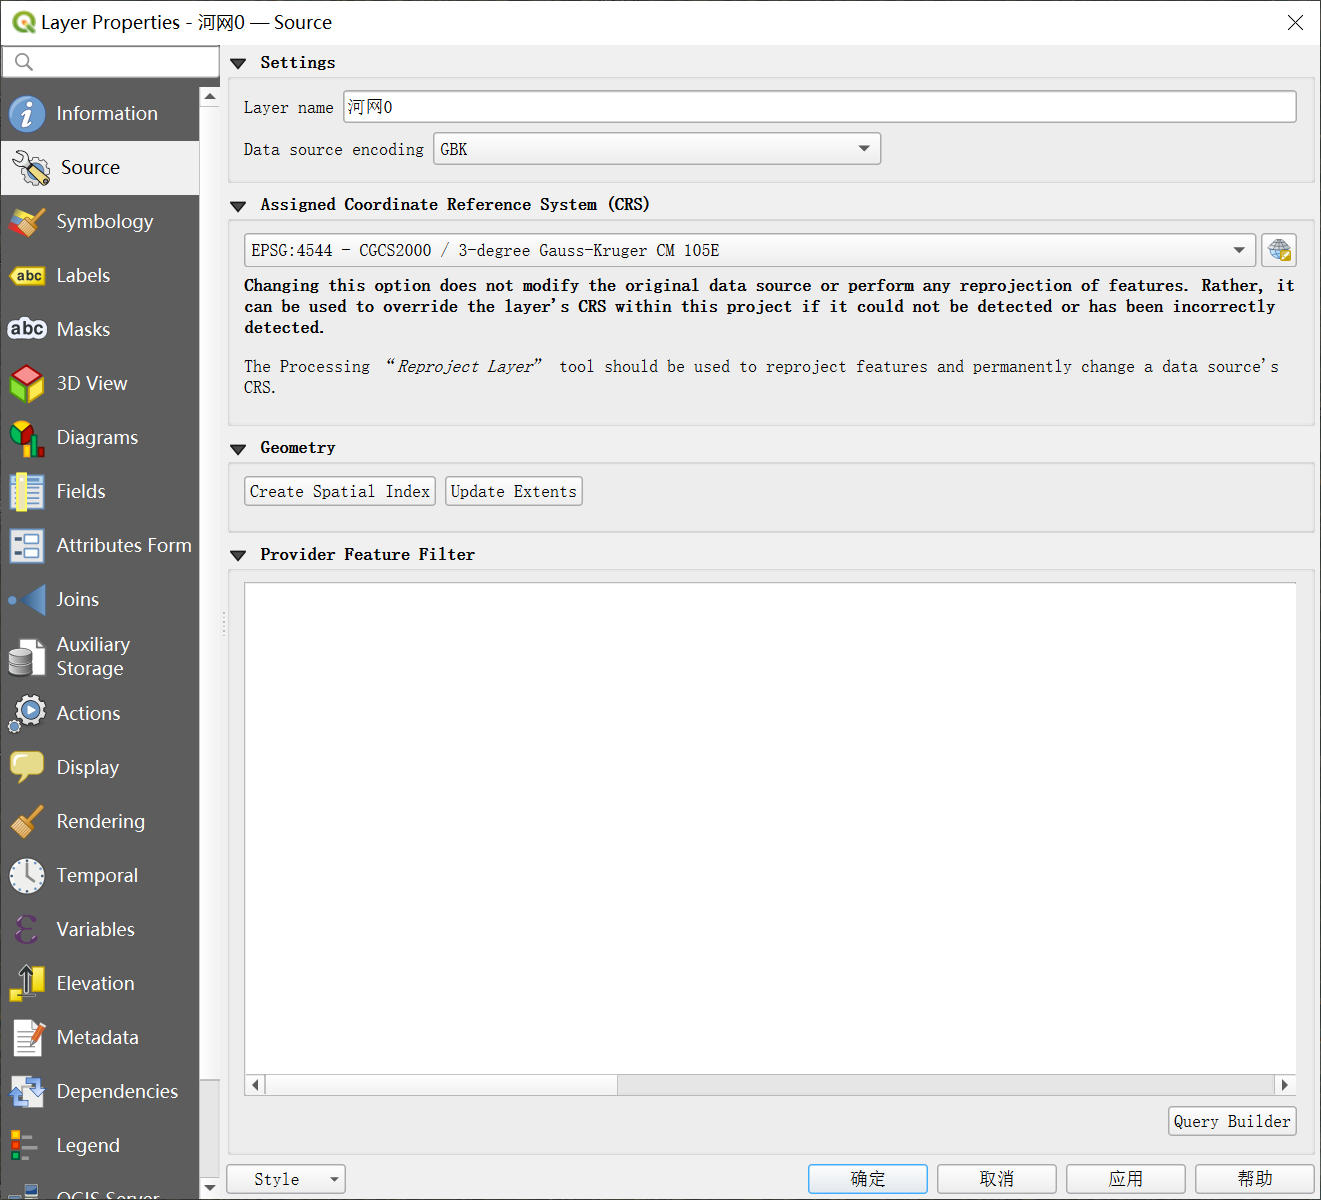 Layer Properties - 河网0 — Source
Information
Source
Symbology
Labels
Masks
3D View
Diagrams
Fields
Attributes Form
Joins
Auxiliary
Storage
Actions
Display
Rendering
Temporal
Variables
Elevation
Metadata
Dependencies
Legend
QGIS Server
Settings
Layer name 河网0
Data source encoding GBK
Assigned Coordinate Reference System (CRS)
EPSG:4544 - CGCS2000 / 3-degree Gauss-Kruger CM 105E
Changing this option does not modify the original data source or perform any reprojection of features. Rather, it
can be used to override the layer's CRS within this project if it could not be detected or has been incorrectly
detected.
The Processing “Reproject Layer” tool should be used to reproject features and permanently change a data source's
CRS.
Geometry
Create Spatial Index Update Extents
Provider Feature Filter
Query Builder
Style 确定 取消 应用 帮助